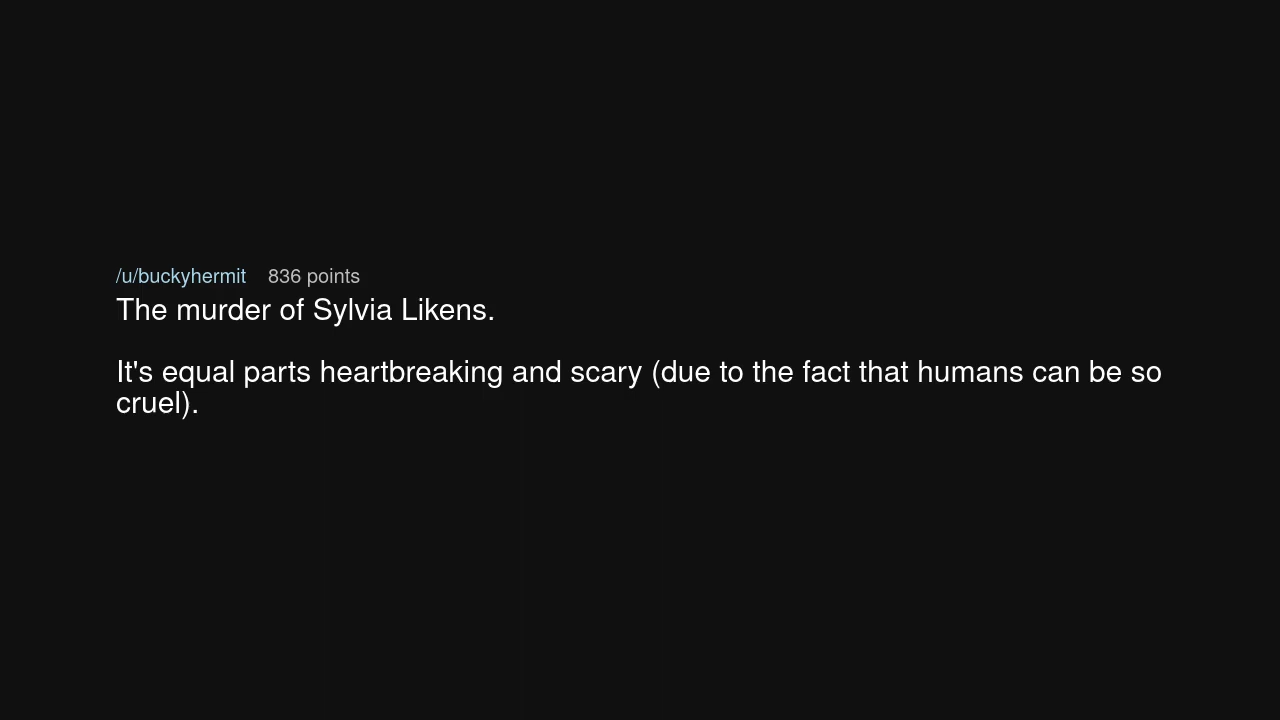 /u/buckyhermit 836 points
The murder of Sylvia Likens.
It's equal parts heartbreaking and scary (due to the fact that humans can be so
cruel).